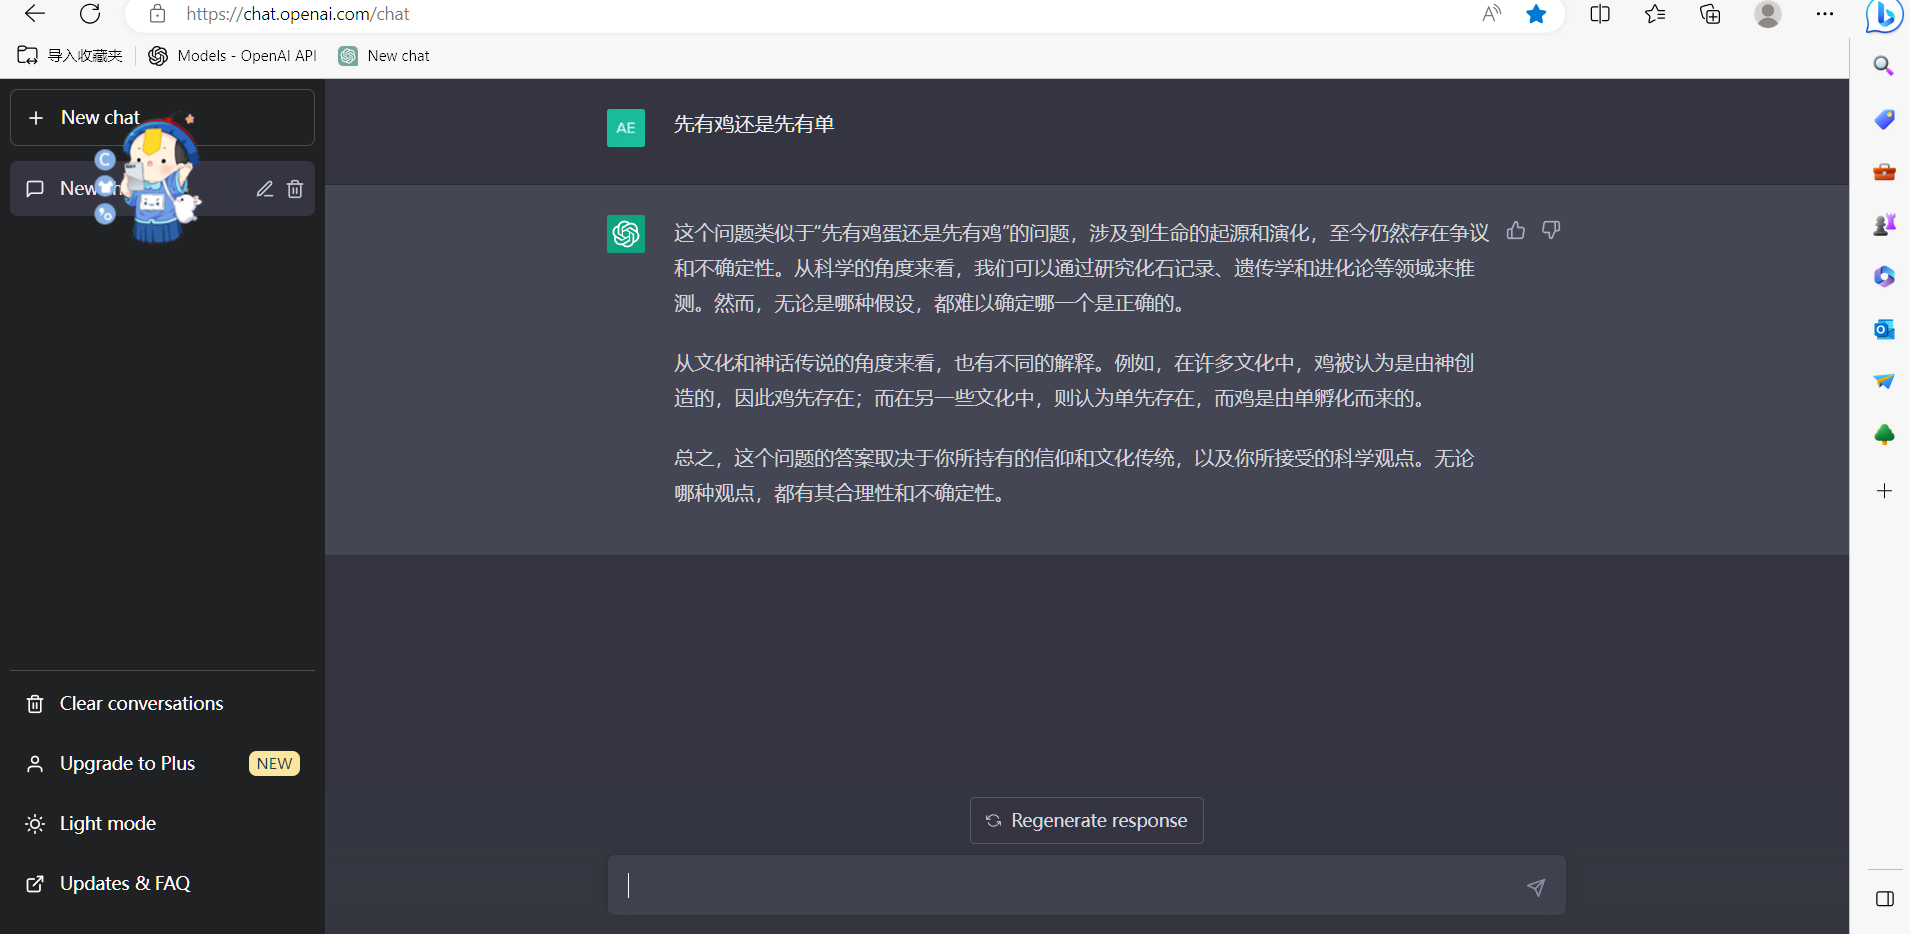 https://chat.openai.com/chat
导入收藏夹
Models - OpenAI API
New chat
New chat
AE
先有鸡还是先有单
这个问题类似于“先有鸡蛋还是先有鸡”的问题，涉及到生命的起源和演化，至今仍然存在争议
和不确定性。从科学的角度来看，我们可以通过研究化石记录、遗传学和进化论等领域来推
测。然而，无论是哪种假设，都难以确定哪一个是正确的。
从文化和神话传说的角度来看，也有不同的解释。例如，在许多文化中，鸡被认为是由神创
造的，因此鸡先存在；而在另一些文化中，则认为单先存在，而鸡是由单孵化而来的。
总之，这个问题的答案取决于你所持有的信仰和文化传统，以及你所接受的科学观点。无论
哪种观点，都有其合理性和不确定性。
Clear conversations
Upgrade to Plus
NEW
Light mode
Updates & FAQ
Regenerate response